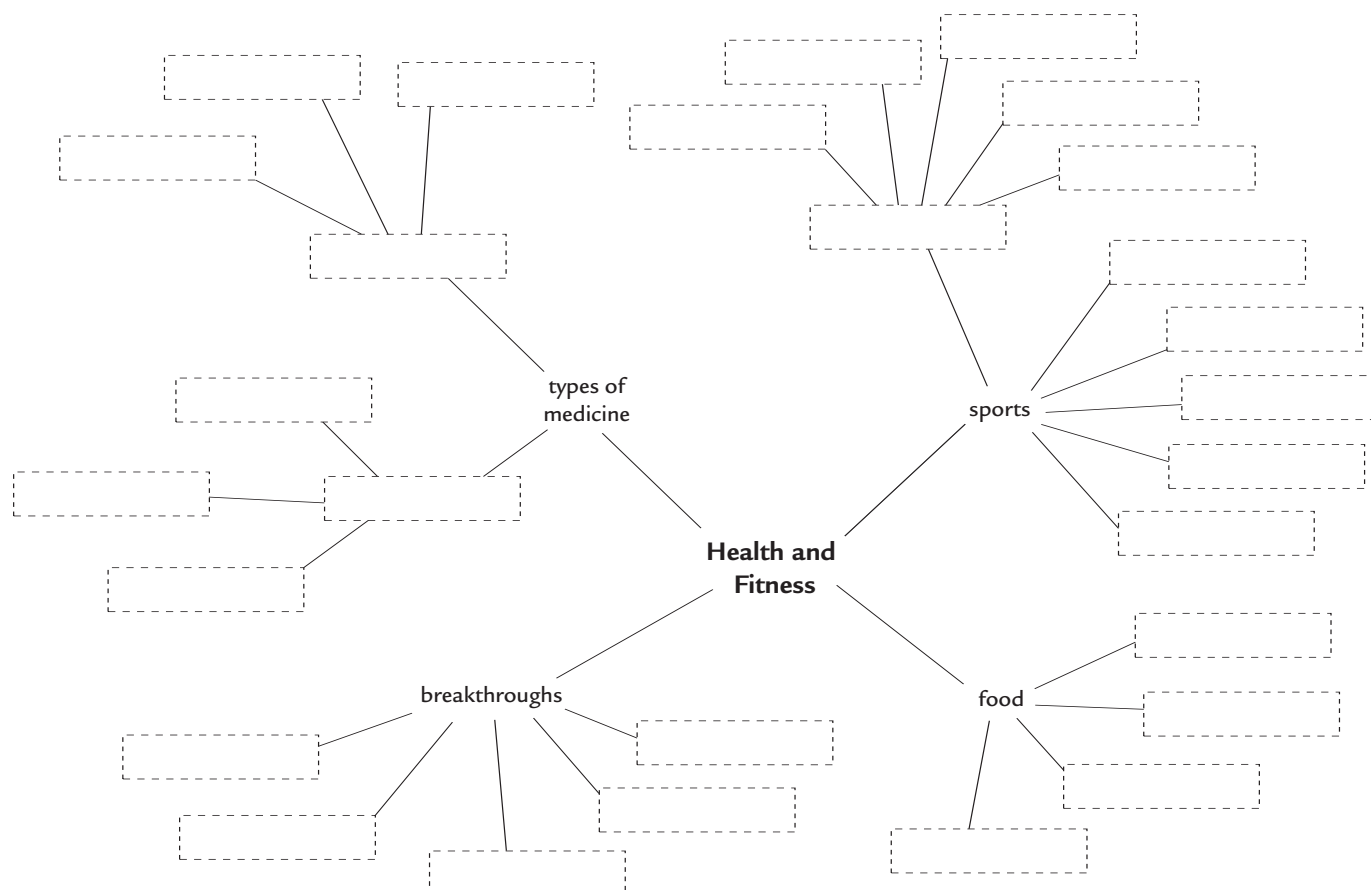 types of
medicine
sports
Health and
Fitness
breakthroughs
food